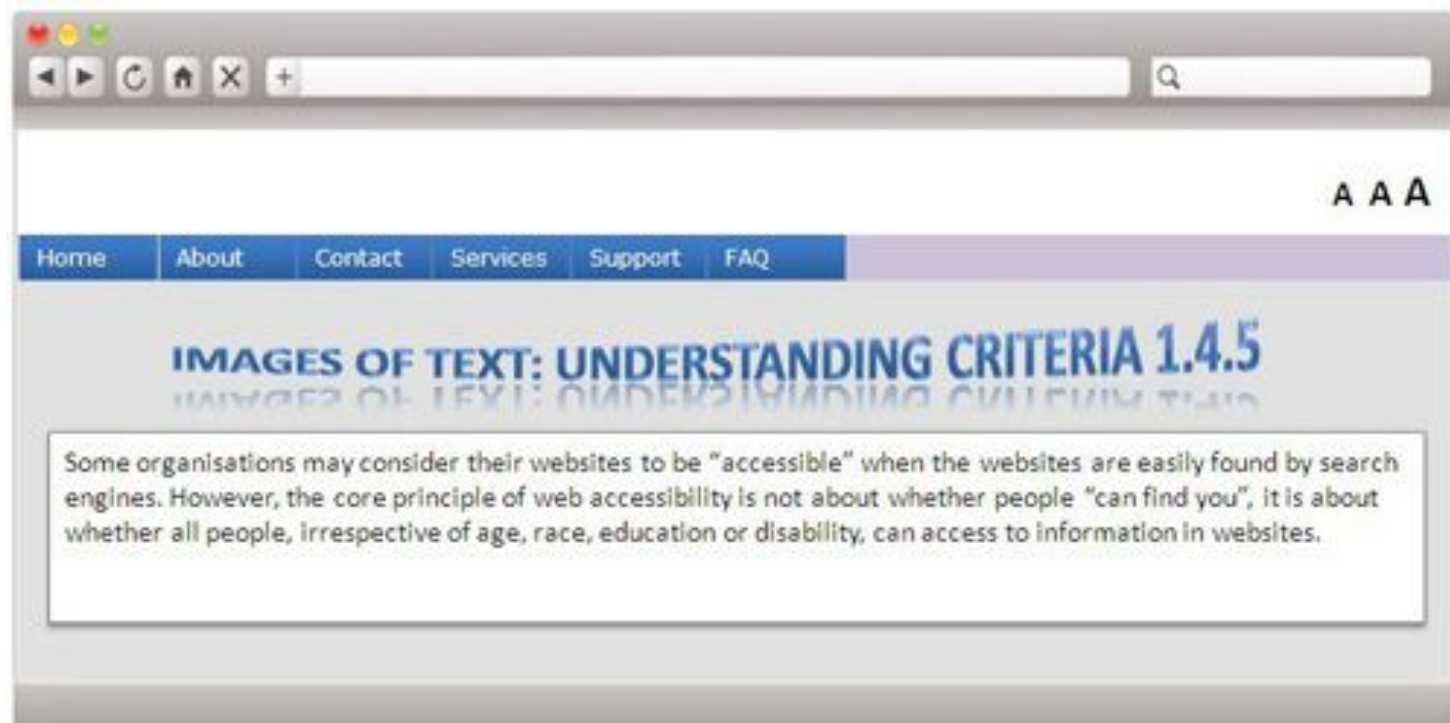 A A A
Home About Contact Services Support FAQ
IMAGES OF TEXT: UNDERSTANDING CRITERIA 1.4.5
Some organisations may consider their websites to be “accessible” when the websites are easily found by search
engines. However, the core principle of web accessibility is not about whether people “can find you”, it is about
whether all people, irrespective of age, race, education or disability, can access to information in websites.